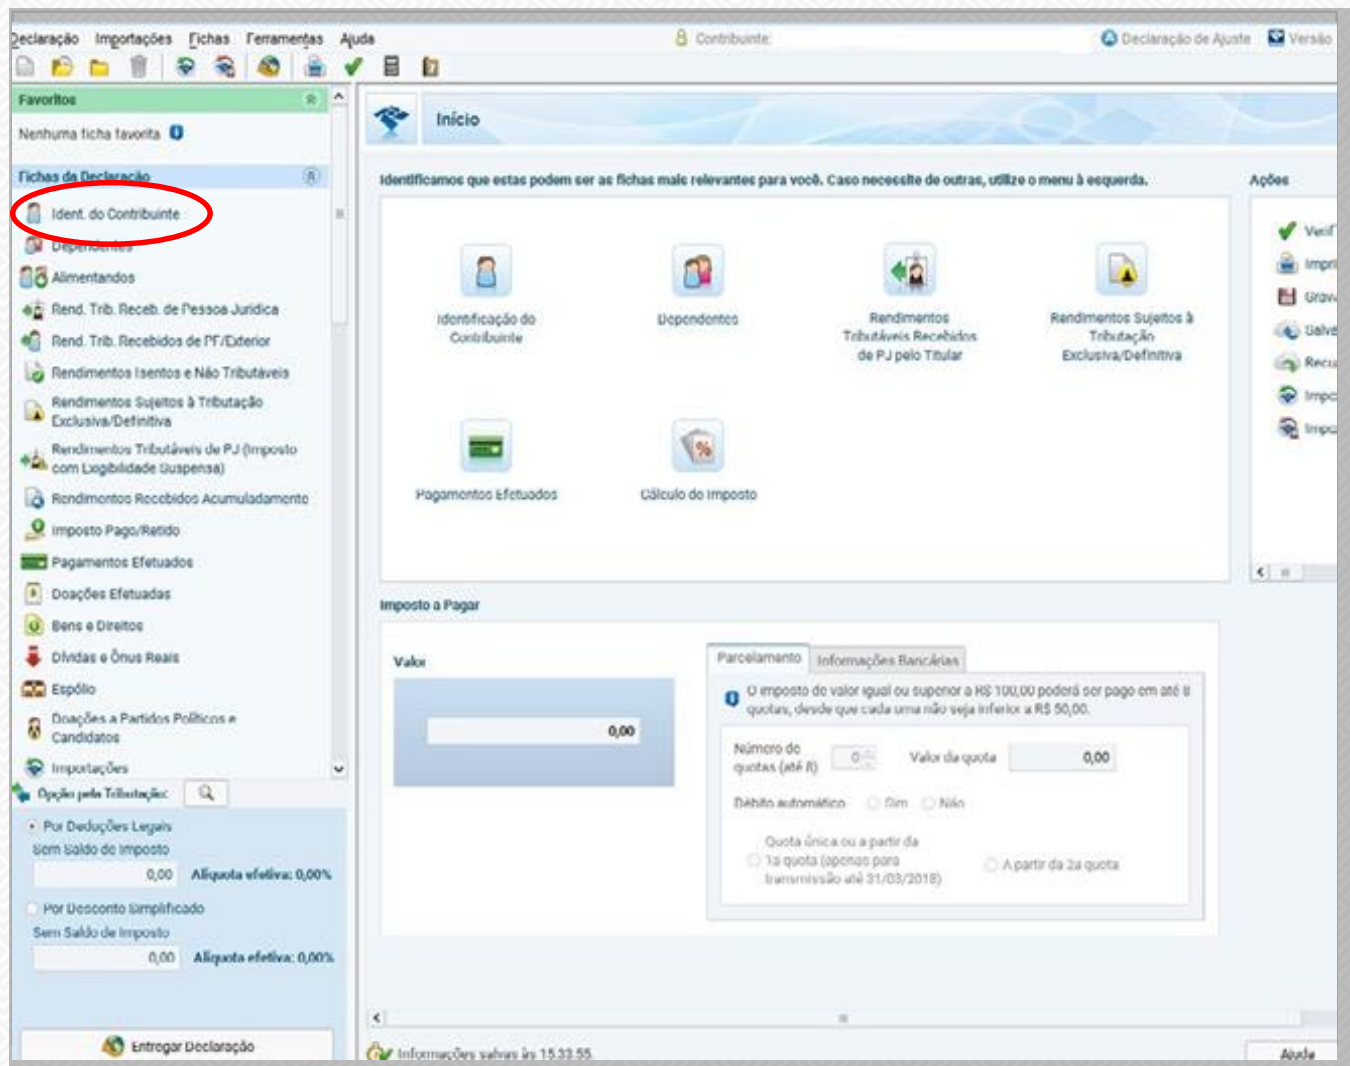 Declaração Importações Fichas Ferramentas Ajuda
Contribuinte:
Declaração de Ajuste
Versão
Favoritos
Nenhuma ficha favorita
Fichas da Declaração
Ident. do Contribuinte
Dependentes
Alimentandos
Rend. Trib. Receb. de Pessoa Jurídica
Rend. Trib. Recebidos de PF/Exterior
Rendimentos Isentos e Não Tributáveis
Rendimentos Sujeitos à Tributação
Exclusiva/Definitiva
Rendimentos Tributáveis de PJ (Imposto
com Exigibilidade Suspensa)
Rendimentos Recebidos Acumuladamente
Imposto Pago/Retido
Pagamentos Efetuados
Doações Efetuadas
Bens e Direitos
Dívidas e Ônus Reais
Espólio
Doações a Partidos Políticos e
Candidatos
Importações
Opção pela Tributação:
Por Deduções Legais
Sem Saldo de Imposto
0,00 Alíquota efetiva: 0,00%
Por Desconto Simplificado
Sem Saldo de Imposto
0,00 Alíquota efetiva: 0,00%
Entregar Declaração
Início
Identificamos que estas podem ser as fichas mais relevantes para você. Caso necessite de outras, utilize o menu à esquerda.
Identificação do
Contribuinte
Dependentes
Rendimentos
Tributáveis Recebidos
de PJ pelo Titular
Rendimentos Sujeitos à
Tributação
Exclusiva/Definitiva
Pagamentos Efetuados
Cálculo do Imposto
Ações
Verif
Impri
Grava
Salva
Recu
Impo
Impo
Imposto a Pagar
Valor
0,00
Parcelamento
Informações Bancárias
O imposto de valor igual ou superior a R$ 100,00 poderá ser pago em até 8
quotas, desde que cada uma não seja inferior a R$ 50,00.
Número de
quotas (até 8)
0
Valor da quota
0,00
Débito automático Sim Não
Quota única ou a partir da
1a quota (apenas para
transmissão até 31/03/2018)
A partir da 2a quota
Informações salvas às 15:33:55.
Ajuda